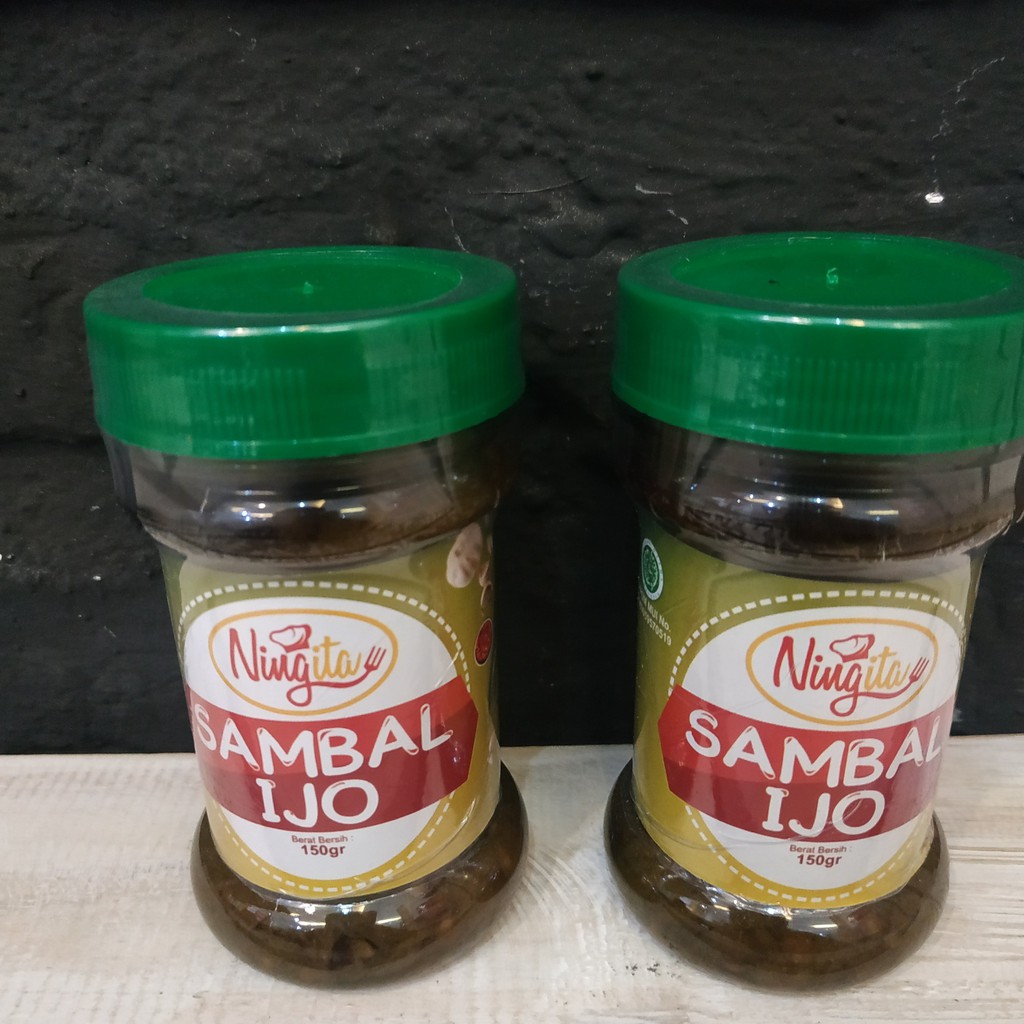 Ningita
SAMBAL
IJO
Berat Bersih :
150gr
Ningita
SAMBAL
IJO
Berat Bersih :
150gr